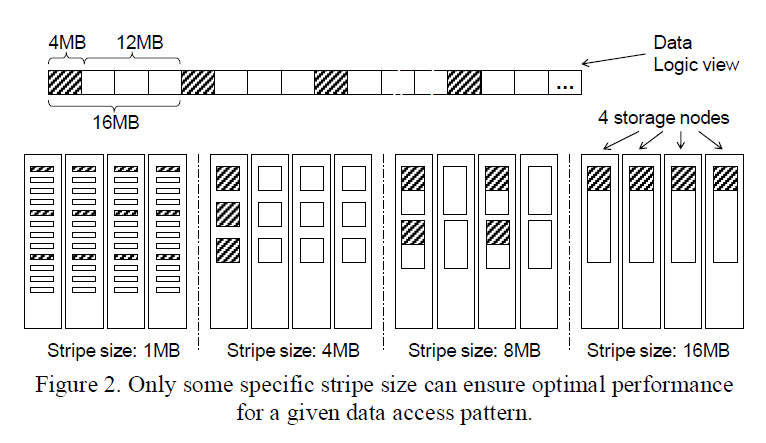 4MB 12MB
Data
Logic view
...
16MB
4 storage nodes
Stripe size: 1MB Stripe size: 4MB Stripe size: 8MB Stripe size: 16MB
Figure 2. Only some specific stripe size can ensure optimal performance
for a given data access pattern.